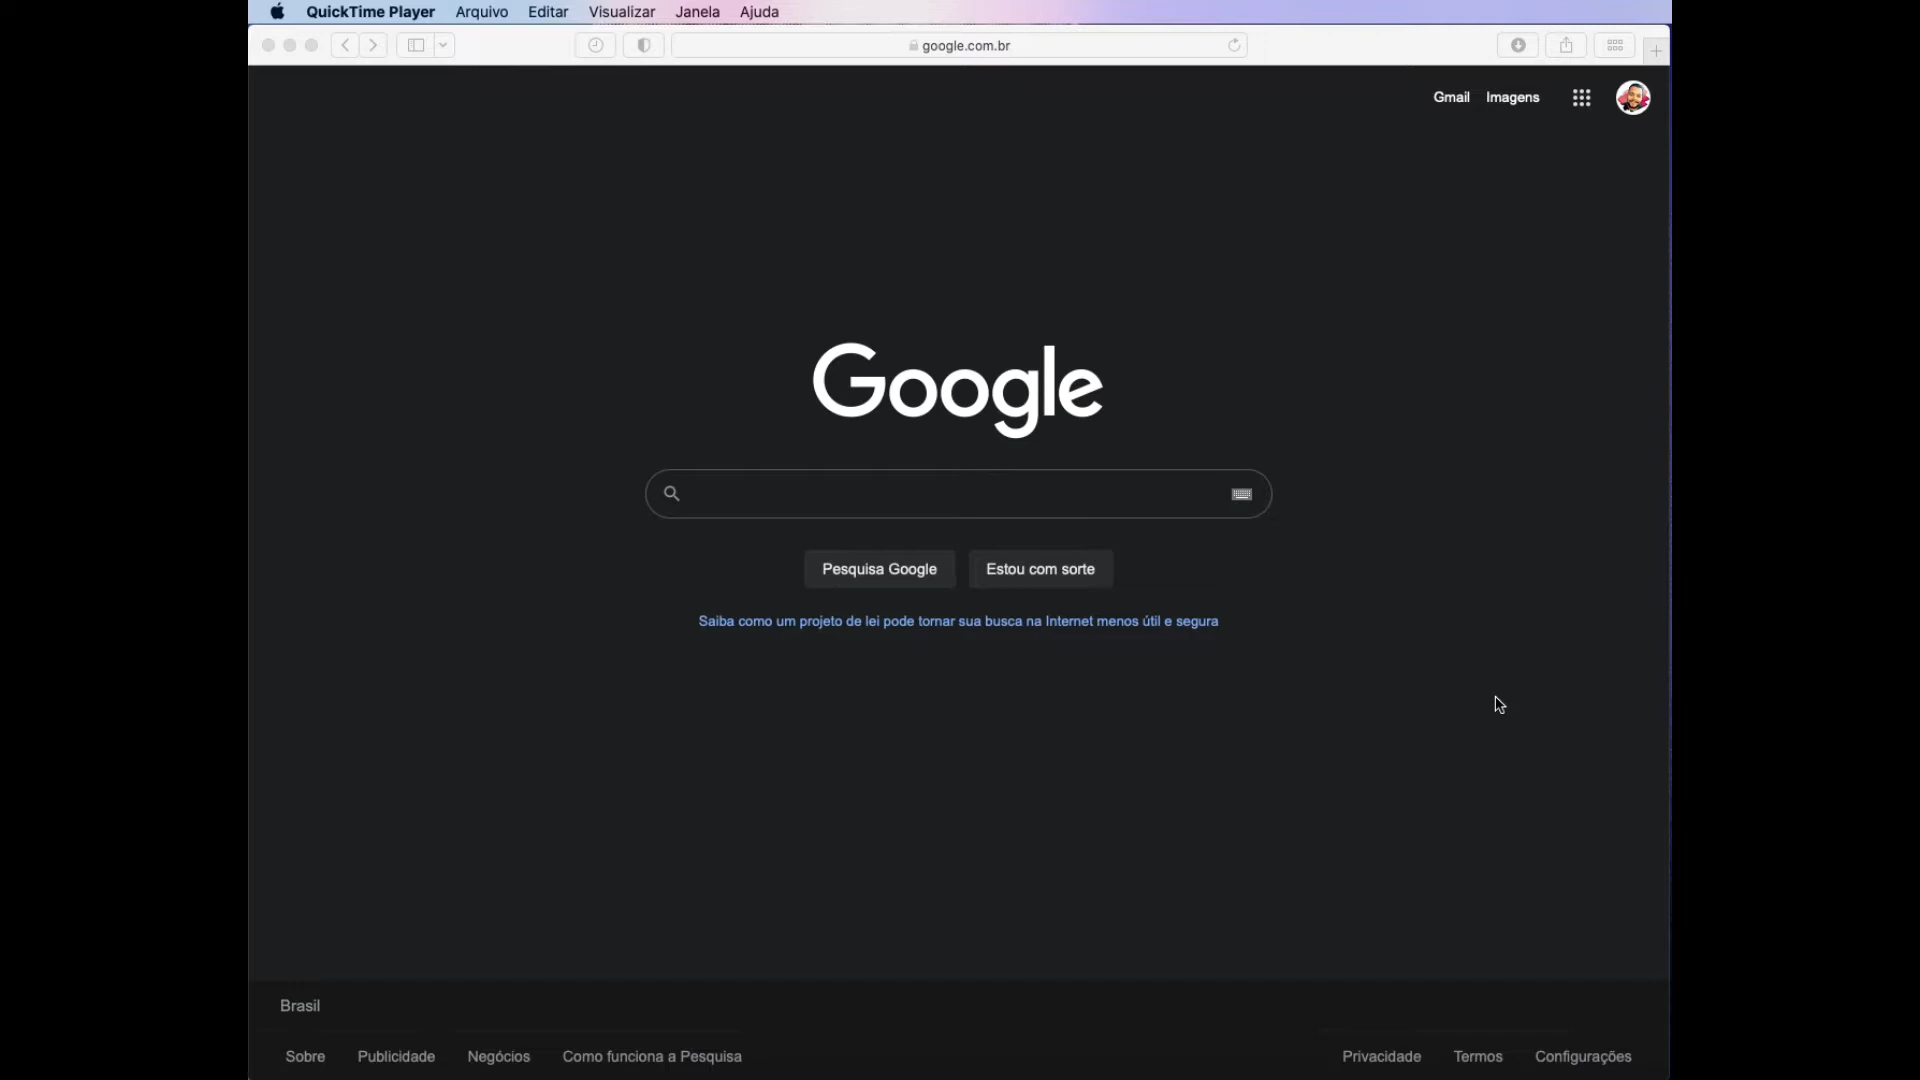 QuickTime Player Arquivo Editar Visualizar Janela Ajuda
google.com.br
Gmail Imagens
Google
Pesquisa Google Estou com sorte
Saiba como um projeto de lei pode tornar sua busca na Internet menos útil e segura
Brasil
Sobre Publicidade Negócios Como funciona a Pesquisa Privacidade Termos Configurações